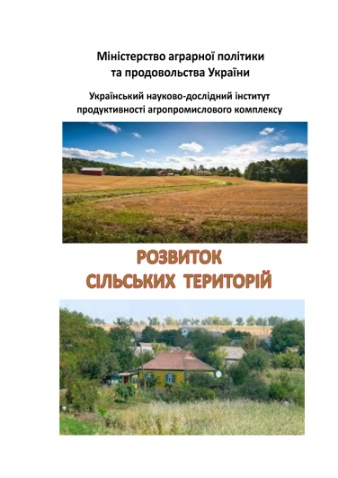 Міністерство аграрної політики
та продовольства України
Український науково-дослідний інститут
продуктивності агропромислового комплексу
РОЗВИТОК
СІЛЬСЬКИХ ТЕРИТОРІЙ